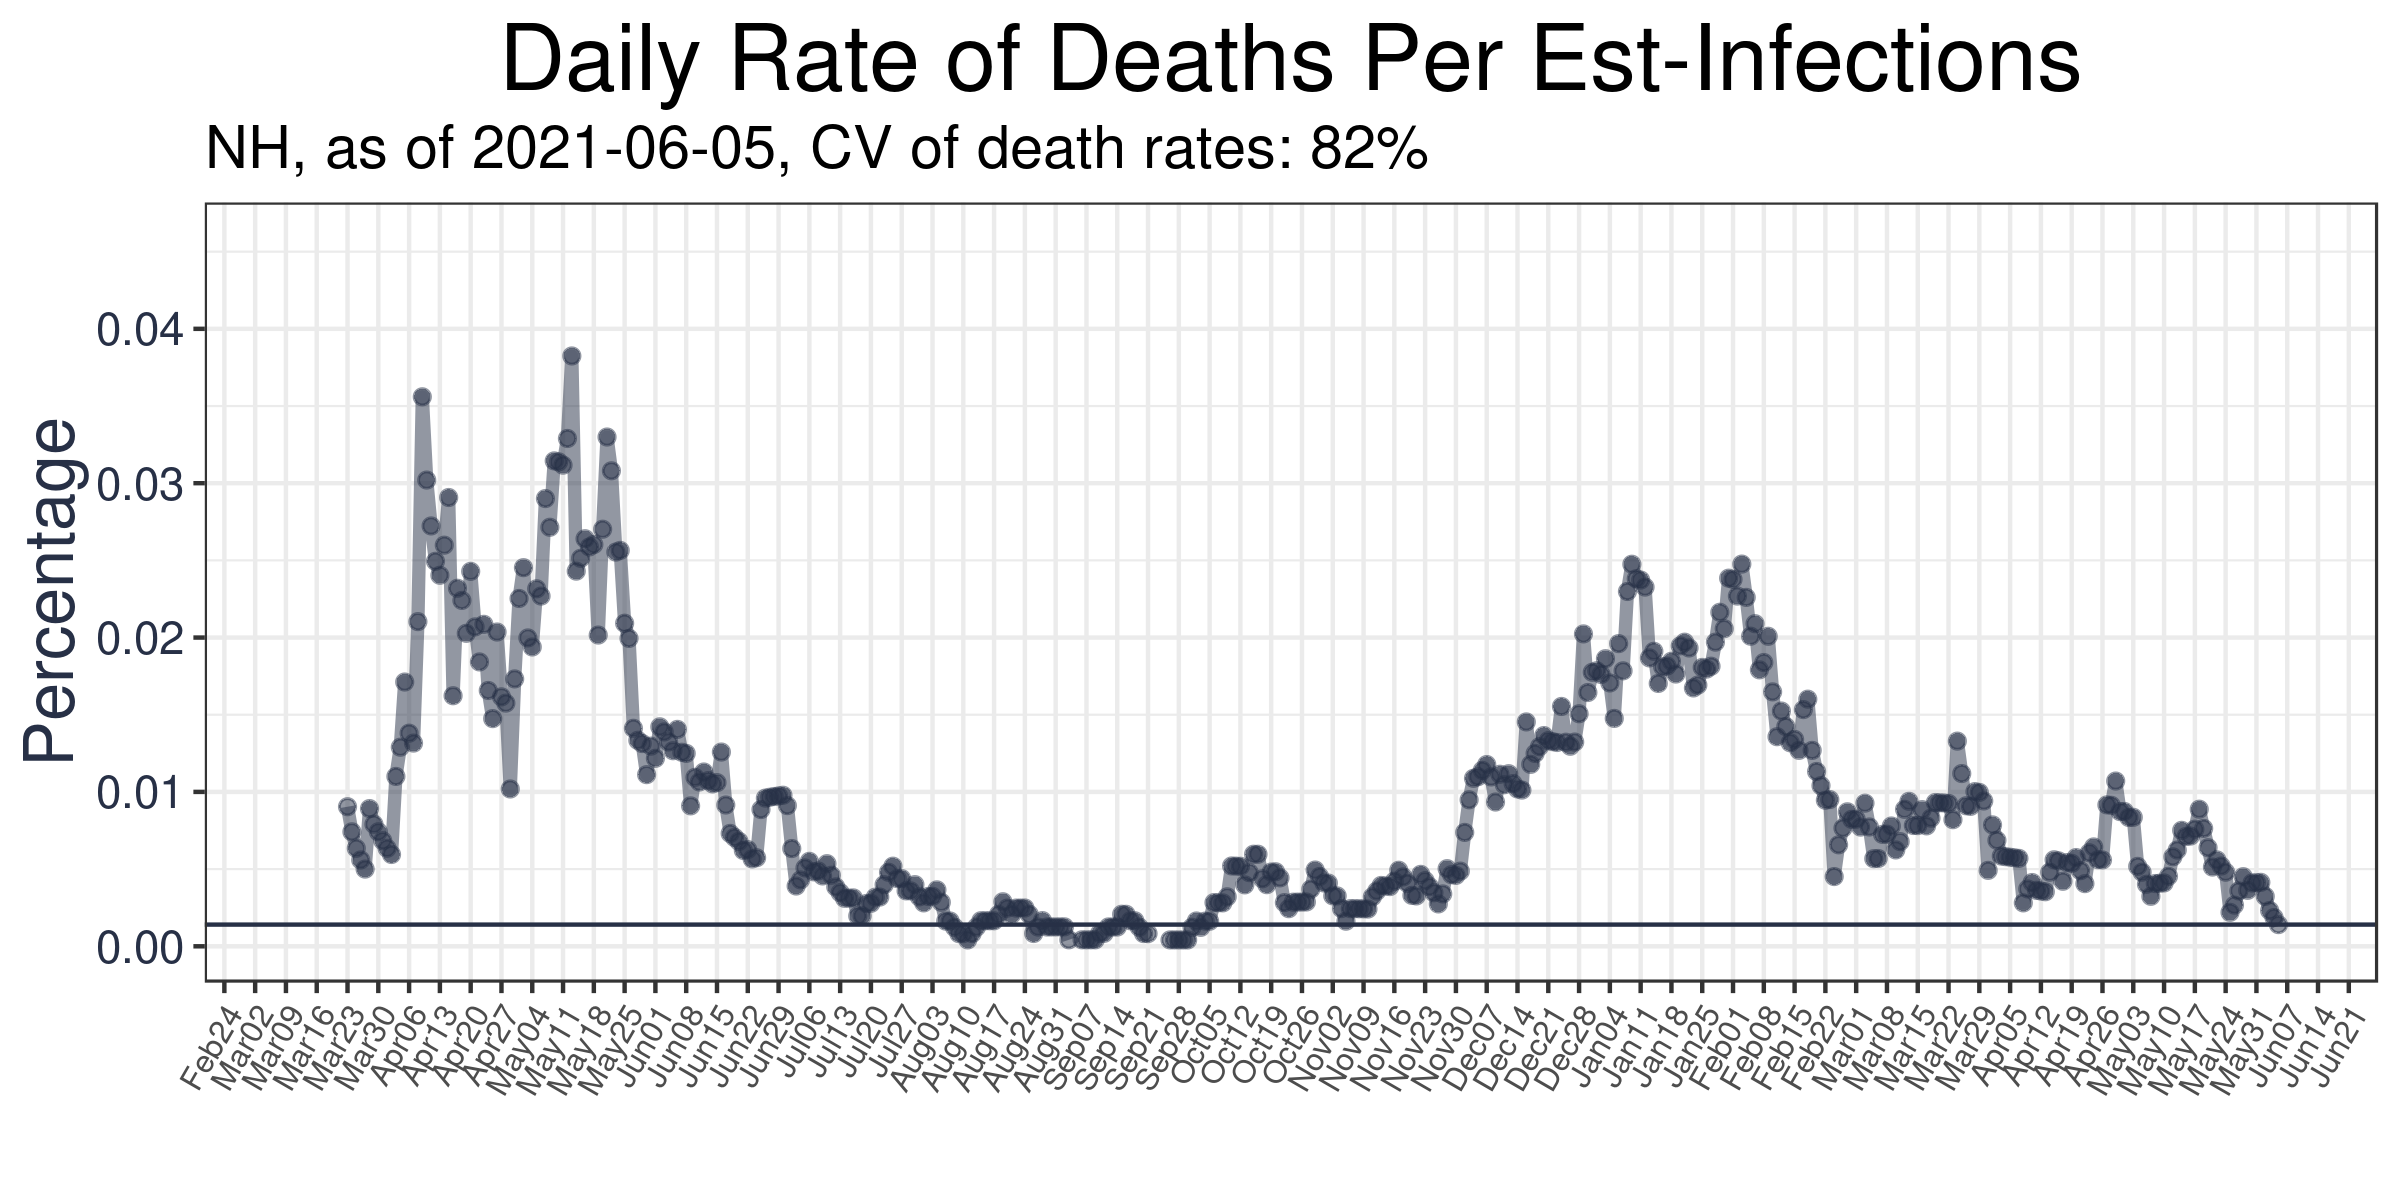 Daily Rate of Deaths Per Est-Infections
NH, as of 2021-06-05, CV of death rates: 82%
Percentage
0.04
0.03
0.02
0.01
0.00
Feb24
Mar02
Mar09
Mar16
Mar23
Mar30
Apr06
Apr13
Apr20
Apr27
May04
May11
May18
May25
Jun01
Jun08
Jun15
Jun22
Jun29
Jul06
Jul13
Jul20
Jul27
Aug03
Aug10
Aug17
Aug24
Aug31
Sep07
Sep14
Sep21
Sep28
Oct05
Oct12
Oct19
Oct26
Nov02
Nov09
Nov16
Nov23
Nov30
Dec07
Dec14
Dec21
Dec28
Jan04
Jan11
Jan18
Jan25
Feb01
Feb08
Feb15
Feb22
Mar01
Mar08
Mar15
Mar22
Mar29
Apr05
Apr12
Apr19
Apr26
May03
May10
May17
May24
May31
Jun07
Jun14
Jun21